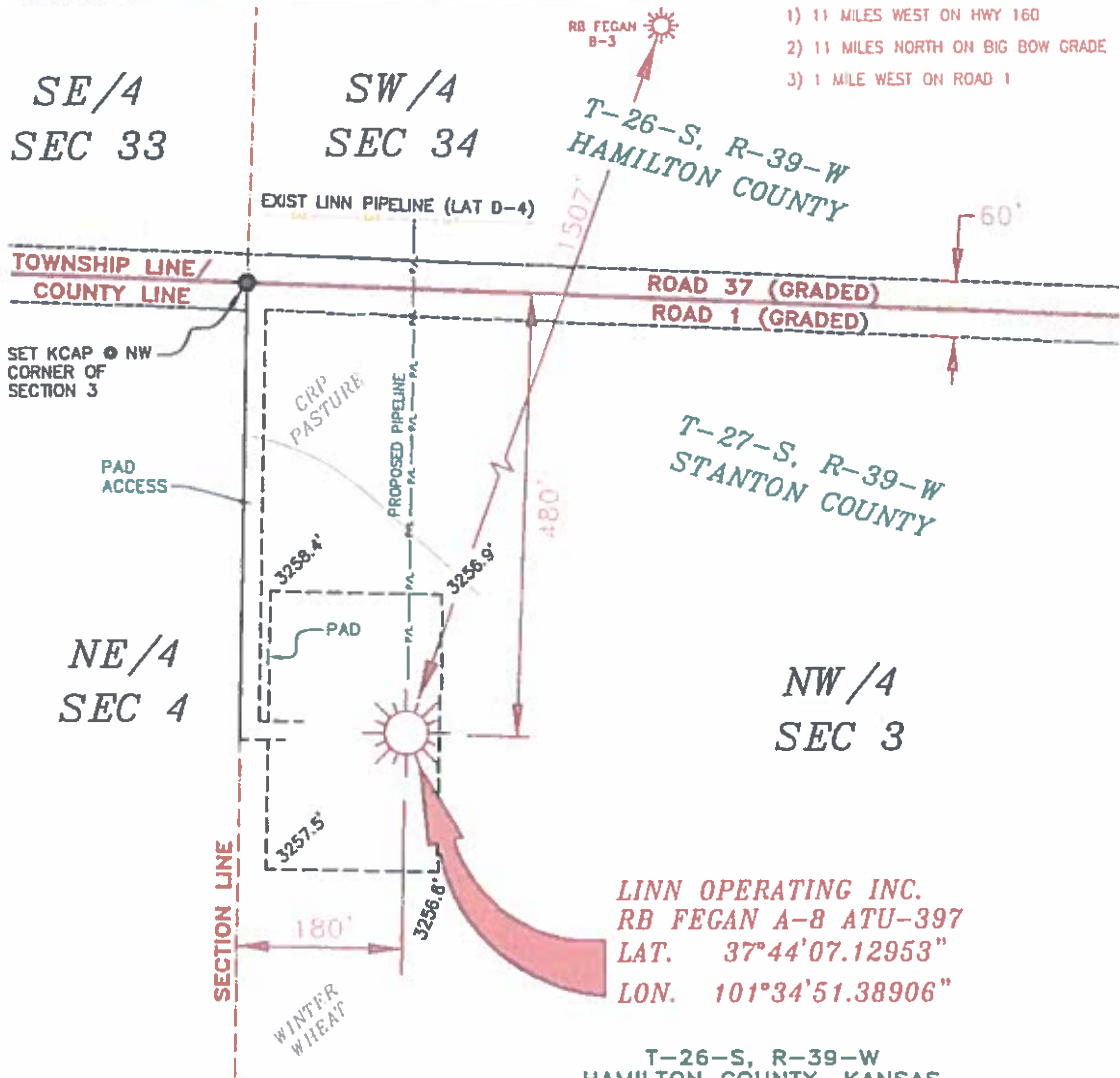 1) 11 MILES WEST ON HWY 160
2) 11 MILES NORTH ON BIG BOW GRADE
3) 1 MILE WEST ON ROAD 1
RB FEGAN
B-3
SE/4
SEC 33
SW/4
SEC 34
T-26-S, R-39-W
HAMILTON COUNTY
EXIST LINN PIPELINE (LAT D-4)
1507'
60'
TOWNSHIP LINE/
COUNTY LINE
ROAD 37 (GRADED)
ROAD 1 (GRADED)
SET KCAP @ NW
CORNER OF
SECTION 3
CRP
PASTURE
PROPOSED PIPELINE
T-27-S, R-39-W
STANTON COUNTY
PAD
ACCESS
480'
3258.4'
3256.9'
PAD
NE/4
SEC 4
NW/4
SEC 3
3257.5'
3256.6'
SECTION LINE
180'
WINTER
WHEAT
LINN OPERATING INC.
RB FEGAN A-8 ATU-397
LAT. 37°44'07.12953"
LON. 101°34'51.38906"
T-26-S, R-39-W
HAMILTON COUNTY, KANSAS